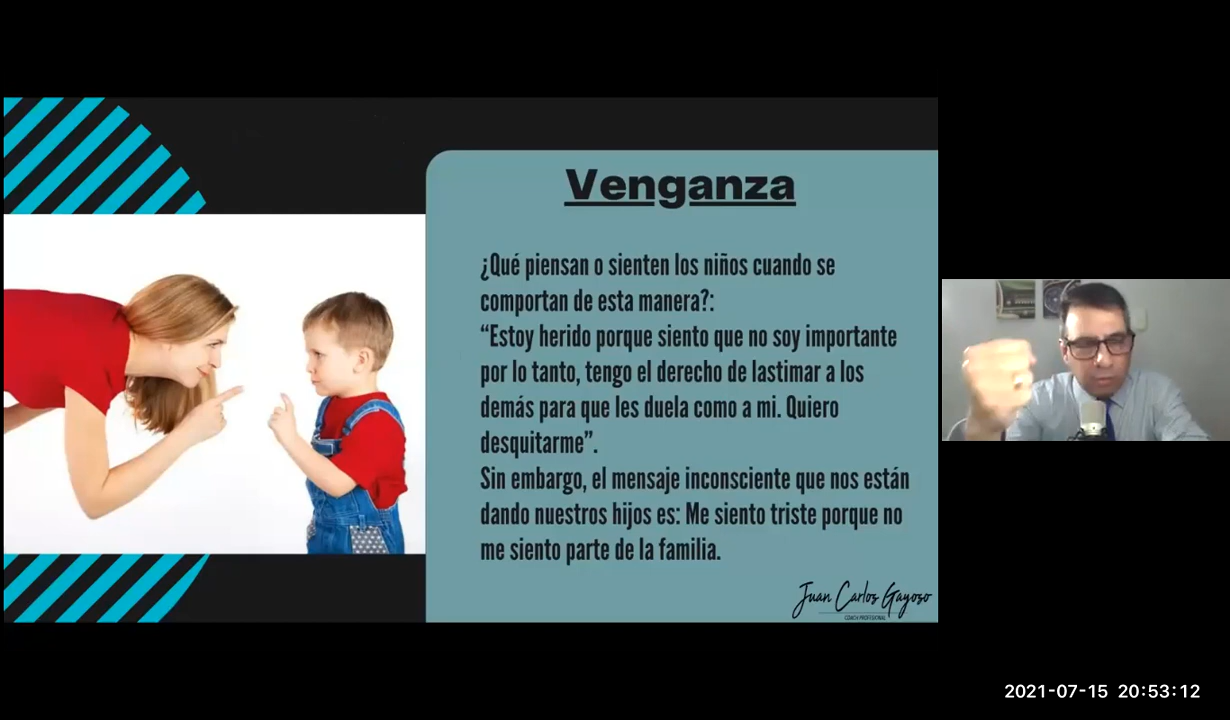 Venganza
¿Qué piensan o sienten los niños cuando se
comportan de esta manera?:
“Estoy herido porque siento que no soy importante
por lo tanto, tengo el derecho de lastimar a los
demás para que les duela como a mi. Quiero
desquitarme”.
Sin embargo, el mensaje inconsciente que nos están
dando nuestros hijos es: Me siento triste porque no
me siento parte de la familia.
Juan Carlos Gayoso
COACH PROFESIONAL
2021-07-15 20:53:12